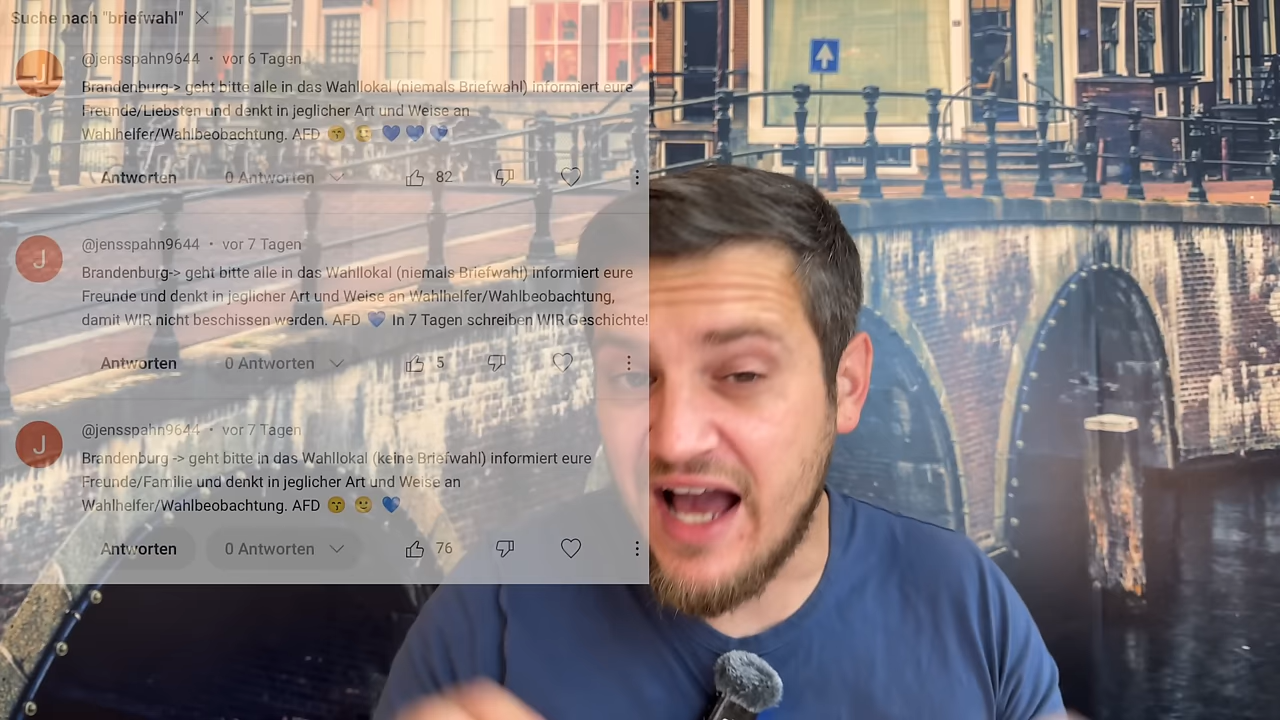 Suche nach "briefwahl"
@jensspahn9644 • vor 6 Tagen
Brandenburg-> geht bitte alle in das Wahllokal (niemals Briefwahl) informiert eure
Freunde/Liebsten und denkt in jeglicher Art und Weise an
Wahlhelfer/Wahlbeobachtung. AFD 😙 🙂 💙 💙 💙
Antworten 0 Antworten 82
J
@jensspahn9644 • vor 7 Tagen
Brandenburg-> geht bitte alle in das Wahllokal (niemals Briefwahl) informiert eure
Freunde und denkt in jeglicher Art und Weise an Wahlhelfer/Wahlbeobachtung,
damit WIR nicht beschissen werden. AFD 💙 In 7 Tagen schreiben WIR Geschichte!
Antworten 0 Antworten 5
J
@jensspahn9644 • vor 7 Tagen
Brandenburg -> geht bitte in das Wahllokal (keine Briefwahl) informiert eure
Freunde/Familie und denkt in jeglicher Art und Weise an
Wahlhelfer/Wahlbeobachtung. AFD 😙 🙂 💙
Antworten 0 Antworten 76